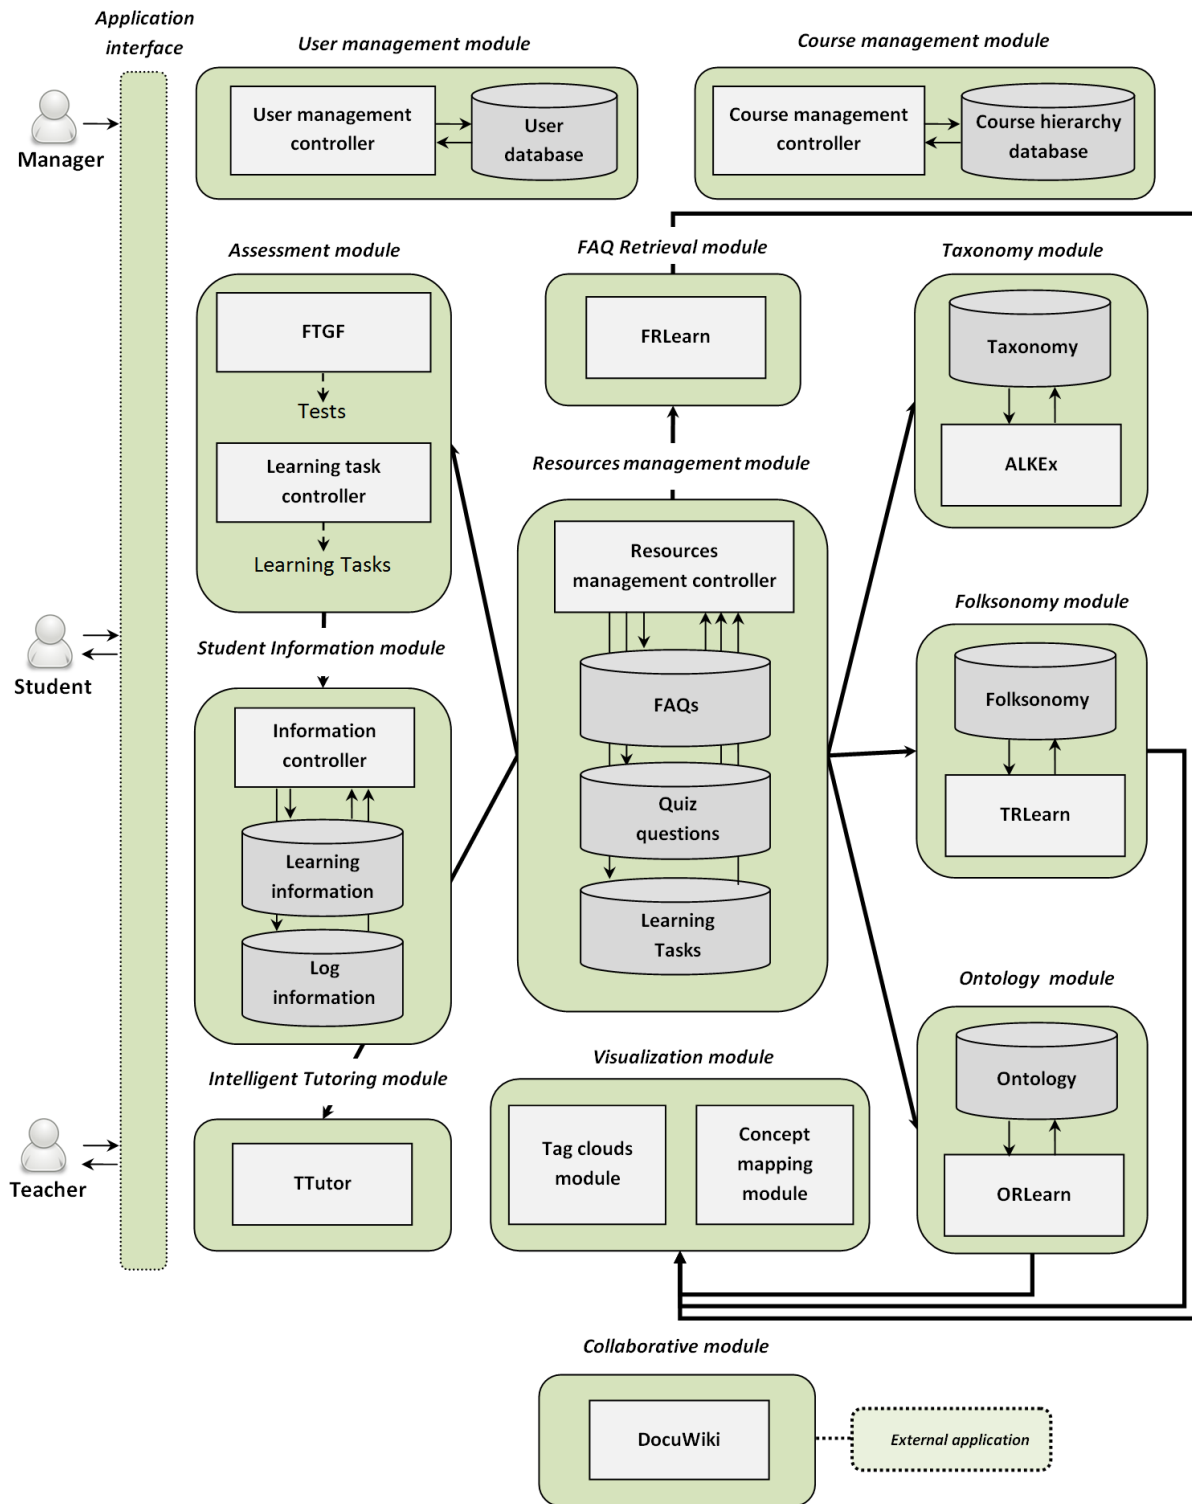 Application
interface
User management module
Course management module
User management
controller
User
database
Course management
controller
Course hierarchy
database
Manager
Assessment module
FAQ Retrieval module
Taxonomy module
FTGF
Tests
Learning task
controller
Learning Tasks
FRLearn
Taxonomy
ALKEx
Resources management module
Resources
management controller
FAQs
Quiz
questions
Learning
Tasks
Folksonomy module
Folksonomy
TRLearn
Student
Student Information module
Information
controller
Learning
information
Log
information
Ontology module
Ontology
ORLearn
Intelligent Tutoring module
TTutor
Visualization module
Tag clouds
module
Concept
mapping
module
Teacher
Collaborative module
DocuWiki
External application